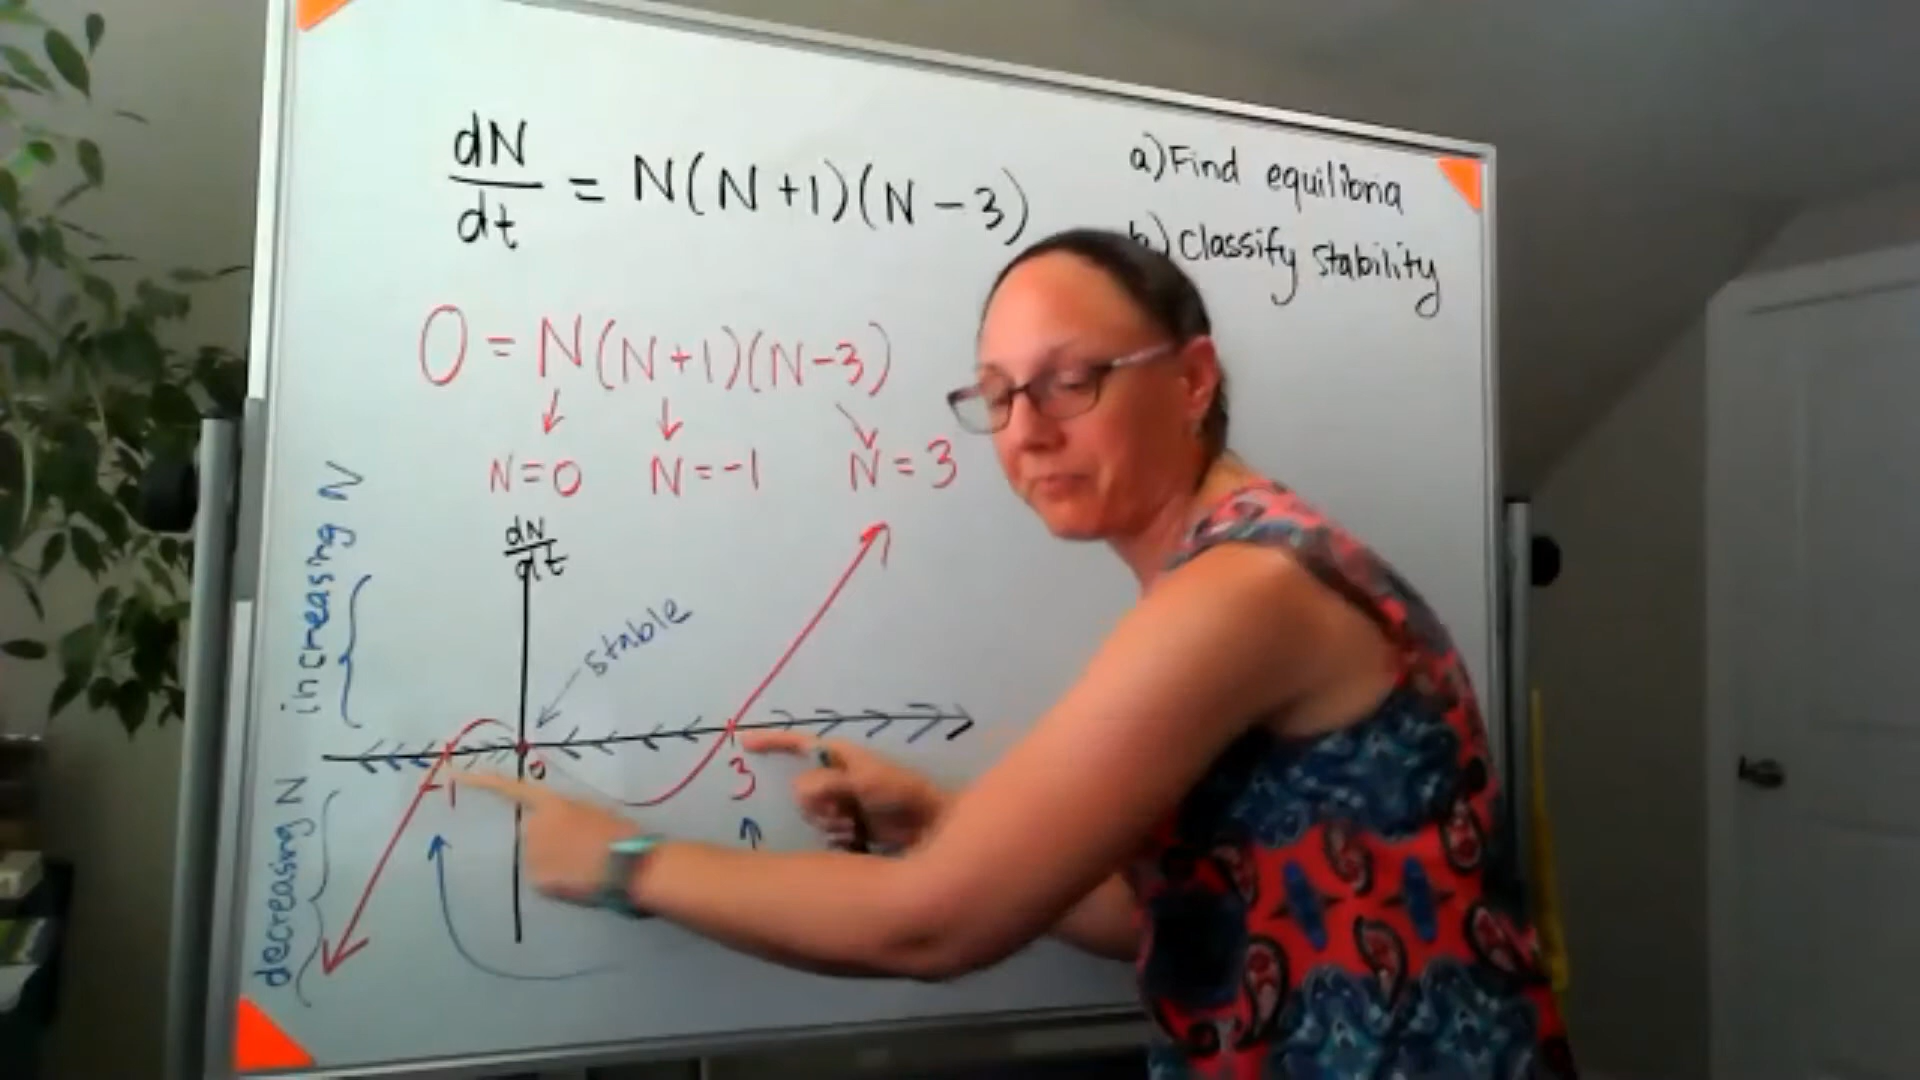 dN/dt = N(N+1)(N-3)
a) Find equilibria
b) Classify stability
0 = N(N+1)(N-3)
N=0 N=-1 N=3
increasing N
dN/dt
stable
0
-1
3
decreasing N